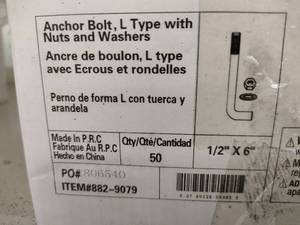 Anchor Bolt, L Type with
Nuts and Washers
Ancre de boulon, L type
avec Ecrous et rondelles
Perno de forma L con tuerca y
arandela
Made in P.R.C
Fabrique Au R.P.C
Hecho en China
Qty/Qté/Cantidad
50
1/2" X 6"
PO# 806540
ITEM#882-9079